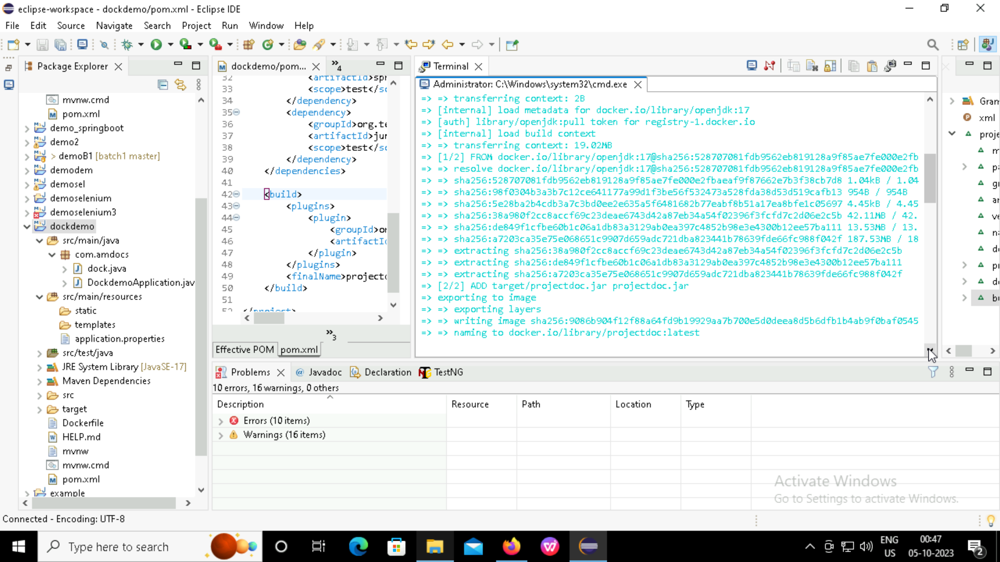 eclipse-workspace - dockdemo/pom.xml - Eclipse IDE
File Edit Source Navigate Search Project Run Window Help
Package Explorer
mvnw.cmd
pom.xml
demo_springboot
demo2
> demoB1 [batch1 master]
demodem
demosel
demoselenium
demoselenium3
dockdemo
src/main/java
com.amdocs
dock.java
DockdemoApplication.jav
src/main/resources
static
templates
application.properties
src/test/java
JRE System Library [JavaSE-17]
Maven Dependencies
src
target
Dockerfile
HELP.md
mvnw
mvnw.cmd
pom.xml
example
dockdemo/pom...
»4
32 <artifactId>spr
33 <scope>test</sc
34 </dependency>
35 <dependency>
36 <groupId>org.te
37 <artifactId>jur
38 <scope>test</sc
39 </dependency>
40 </dependencies>
41
42 <build>
43 <plugins>
44 <plugin>
45 <groupId>or
46 <artifactId
47 </plugin>
48 </plugins>
49 <finalName>projectd
50 </build>
51
52 </project>
»3
Effective POM pom.xml
Terminal
Administrator: C:\Windows\system32\cmd.exe
=> => transferring context: 2B
=> [internal] load metadata for docker.io/library/openjdk:17
=> [auth] library/openjdk:pull token for registry-1.docker.io
=> [internal] load build context
=> => transferring context: 19.02MB
=> [1/2] FROM docker.io/library/openjdk:17@sha256:528707081fdb9562eb819128a9f85ae7fe000e2fb
=> => resolve docker.io/library/openjdk:17@sha256:528707081fdb9562eb819128a9f85ae7fe000e2fb
=> => sha256:528707081fdb9562eb819128a9f85ae7fe000e2fbaeaf9f87662e7b3f38cb7d8 1.04kB / 1.04
=> => sha256:98f0304b3a3b7c12ce641177a99d1f3be56f532473a528fda38d53d519cafb13 954B / 954B
=> => sha256:5e28ba2b4cdb3a7c3bd0ee2e635a5f6481682b77eabf8b51a17ea8bfe1c05697 4.45kB / 4.45
=> => sha256:38a980f2cc8accf69c23deae6743d42a87eb34a54f02396f3fcfd7c2d06e2c5b 42.11MB / 42.
=> => sha256:de849f1cfbe60b1c06a1db83a3129ab0ea397c4852b98e3e4300b12ee57ba111 13.53MB / 13.
=> => sha256:a7203ca35e75e068651c9907d659adc721dba823441b78639fde66fc988f042f 187.53MB / 18
=> => extracting sha256:38a980f2cc8accf69c23deae6743d42a87eb34a54f02396f3fcfd7c2d06e2c5b
=> => extracting sha256:de849f1cfbe60b1c06a1db83a3129ab0ea397c4852b98e3e4300b12ee57ba111
=> => extracting sha256:a7203ca35e75e068651c9907d659adc721dba823441b78639fde66fc988f042f
=> [2/2] ADD target/projectdoc.jar projectdoc.jar
=> exporting to image
=> => exporting layers
=> => writing image sha256:9086b904f12f88a64fd9b19929aa7b700e5d0deea8d5b6dfb1b4ab9f0baf0545
=> => naming to docker.io/library/projectdoc:latest
Gram
xml
proje
m
pa
gr
ar
ve
na
de
pr
de
bu
Problems Javadoc Declaration TestNG
10 errors, 16 warnings, 0 others
Description Resource Path Location Type
Errors (10 items)
Warnings (16 items)
Activate Windows
Go to Settings to activate Windows.
Connected - Encoding: UTF-8
Type here to search
ENG
US
00:47
05-10-2023
2